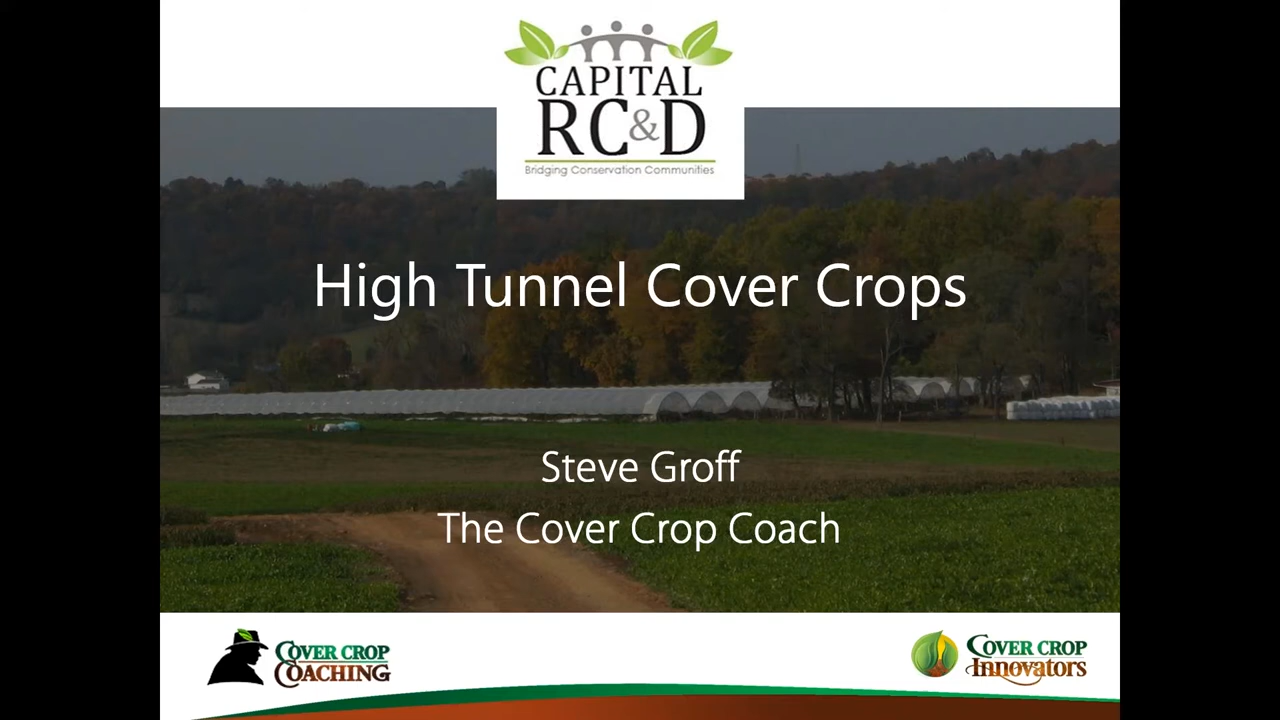 CAPITAL
RC&D
Bridging Conservation Communities
High Tunnel Cover Crops
Steve Groff
The Cover Crop Coach
COVER CROP
COACHING
COVER CROP
Innovators